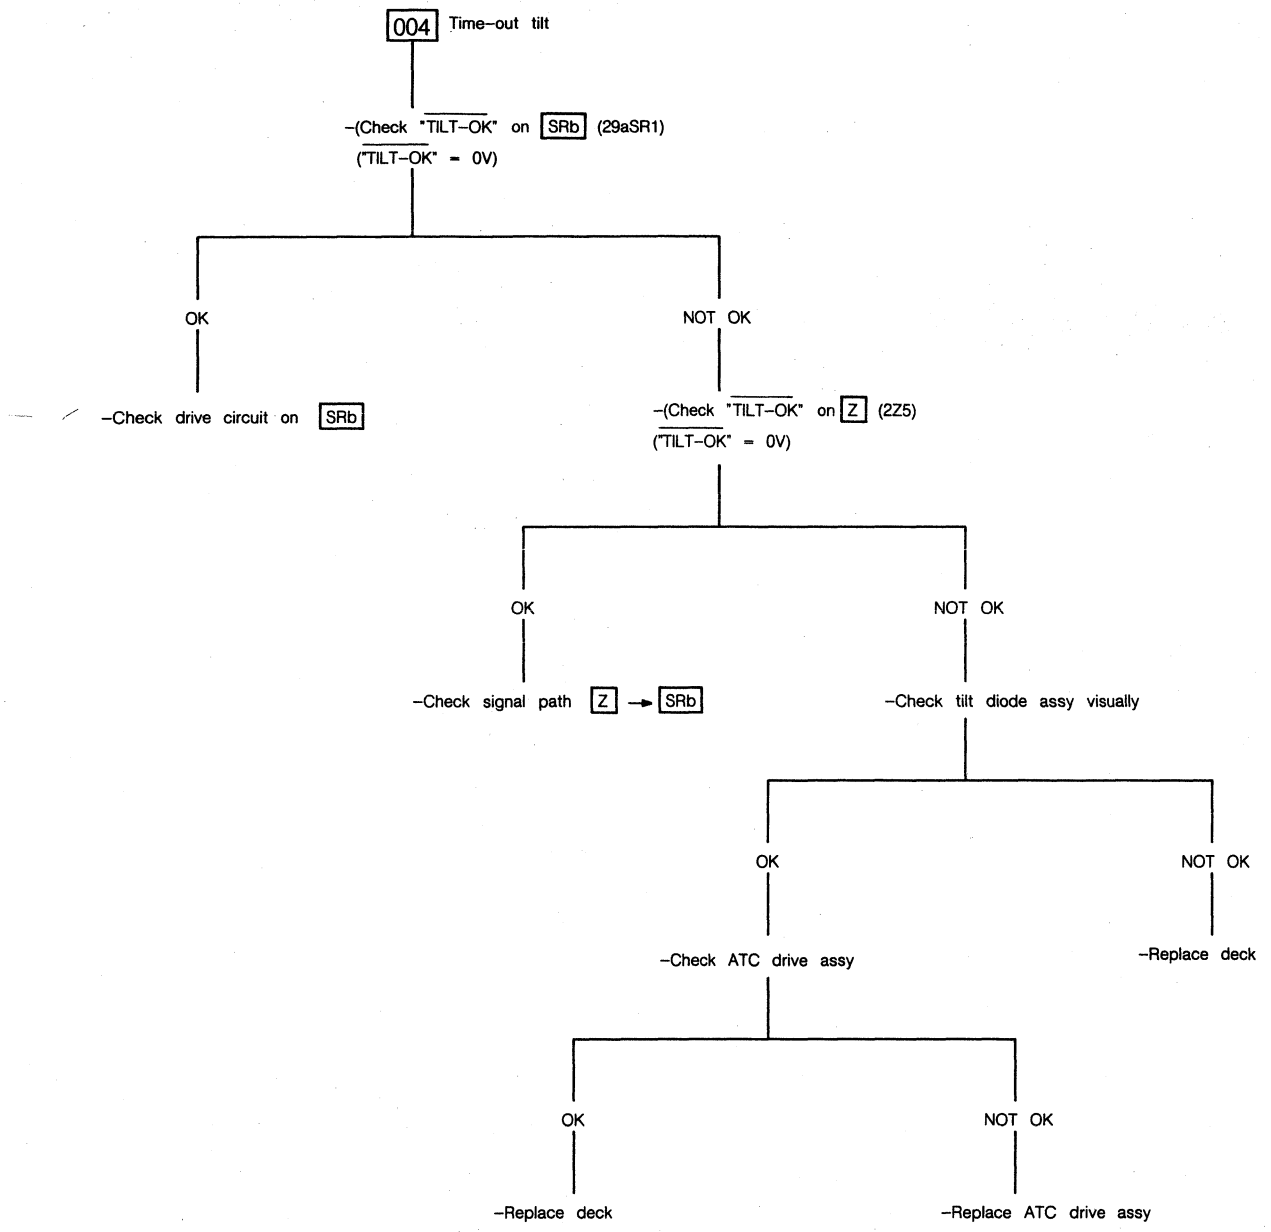 004 Time-out tilt
-(Check "TILT-OK" on SRb (29aSR1)
("TILT-OK" = 0V)
OK
NOT OK
-Check drive circuit on SRb
-(Check "TILT-OK" on Z (2Z5)
("TILT-OK" = 0V)
OK
NOT OK
-Check signal path Z → SRb
-Check tilt diode assy visually
OK
NOT OK
-Check ATC drive assy
-Replace deck
OK
NOT OK
-Replace deck
-Replace ATC drive assy